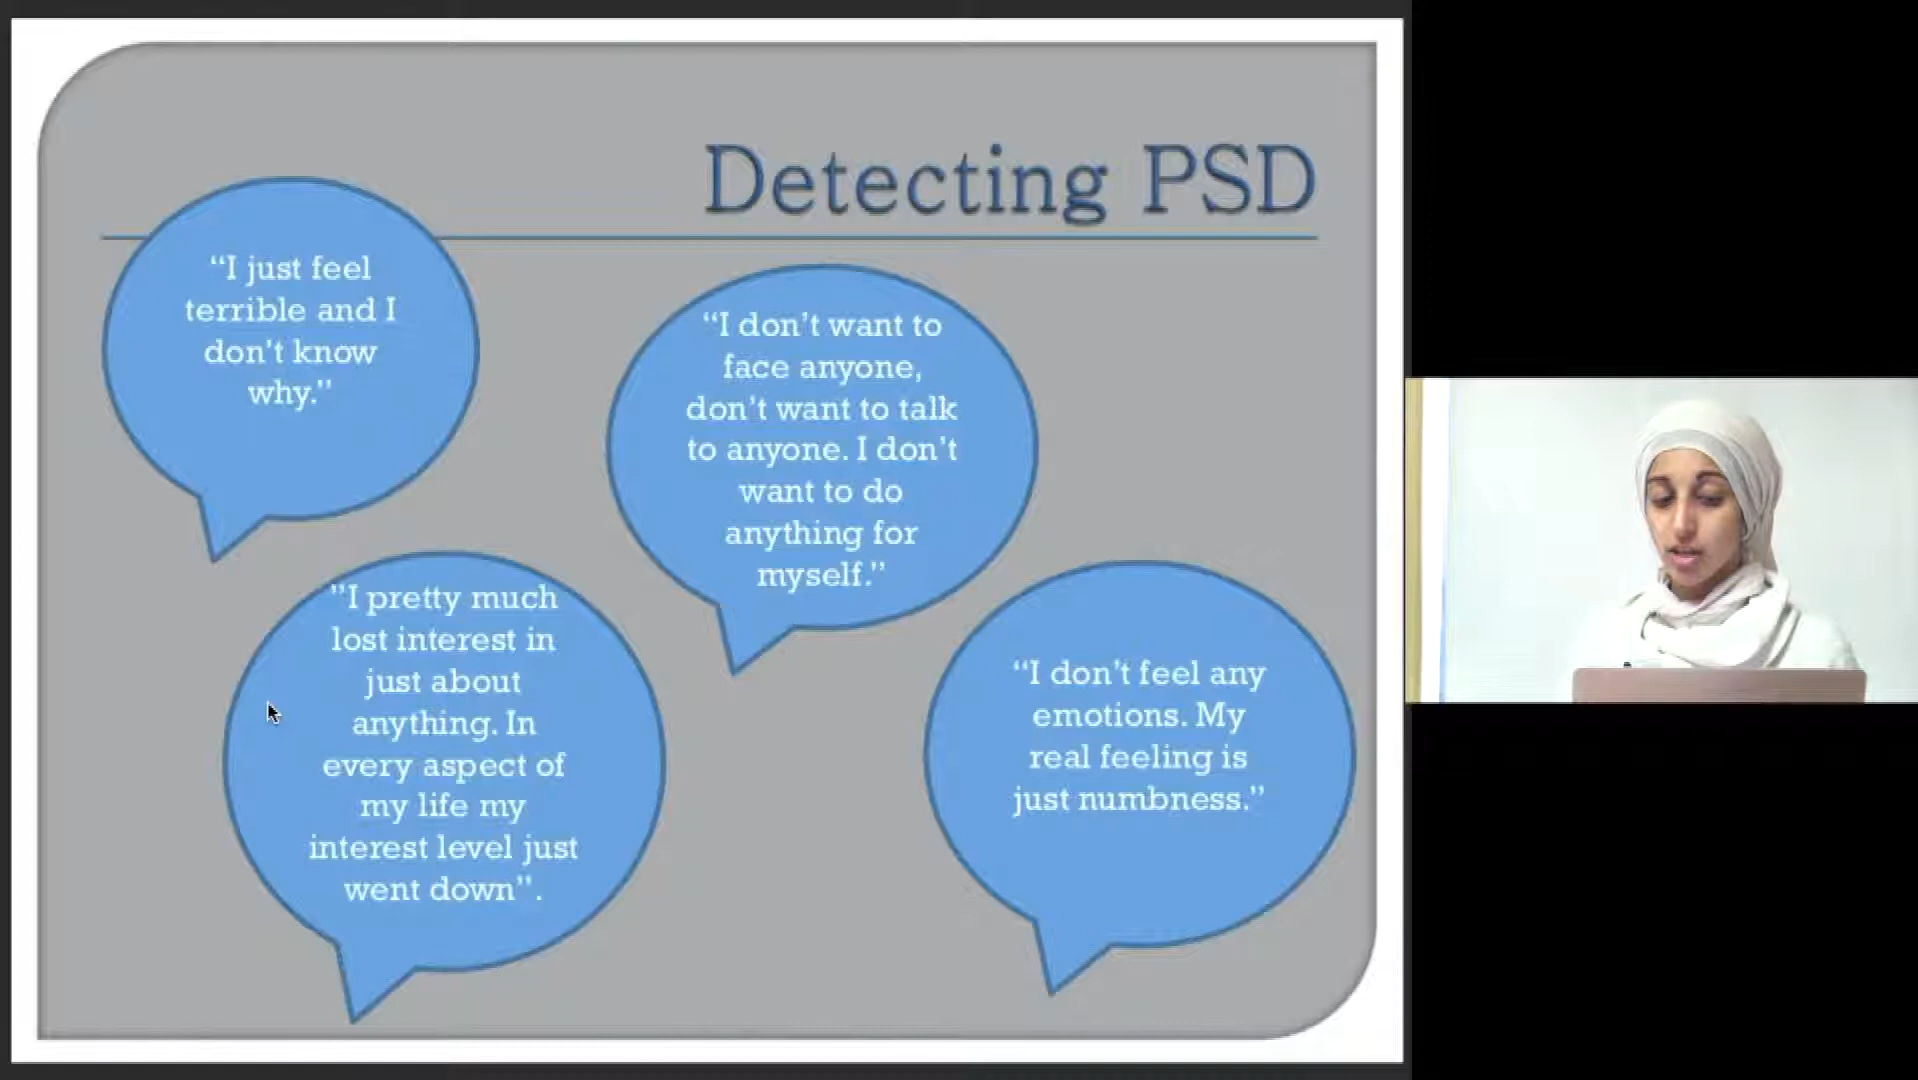 Detecting PSD
“I just feel
terrible and I
don’t know
why.”
“I don’t want to
face anyone,
don’t want to talk
to anyone. I don’t
want to do
anything for
myself.”
”I pretty much
lost interest in
just about
anything. In
every aspect of
my life my
interest level just
went down”.
“I don’t feel any
emotions. My
real feeling is
just numbness.”